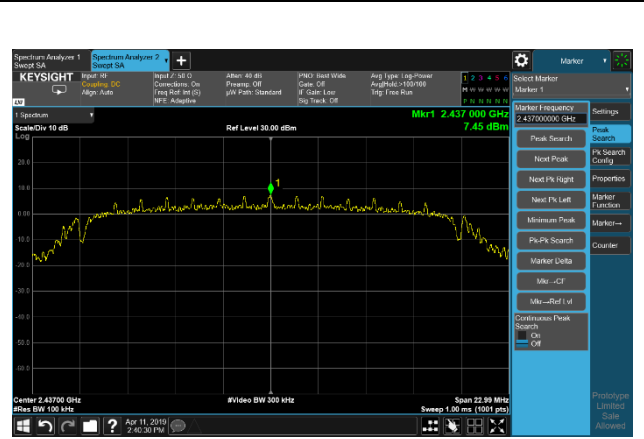 Spectrum Analyzer 1
Swept SA
Spectrum Analyzer 2
Swept SA
+
Marker
KEYSIGHT
Input: RF
Coupling: DC
Align: Auto
Input Z: 50 Ω
Corrections: On
Freq Ref: Int (S)
NFE: Adaptive
Atten: 40 dB
Preamp: Off
µW Path: Standard
PNO: Best Wide
Gate: Off
IF Gain: Low
Sig Track: Off
Avg Type: Log-Power
Avg|Hold:>100/100
Trig: Free Run
1 2 3 4 5 6
M W W W W W
P N N N N N
Select Marker
Marker 1
LXI
1 Spectrum
Scale/Div 10 dB
Log
Ref Level 30.00 dBm
Mkr1 2.437 000 GHz
7.45 dBm
20.0
10.0
0.00
-10.0
-20.0
-30.0
-40.0
-50.0
-60.0
1
Center 2.43700 GHz
#Res BW 100 kHz
#Video BW 300 kHz
Span 22.99 MHz
Sweep 1.00 ms (1001 pts)
Marker Frequency
2.437000000 GHz
Peak Search
Next Peak
Next Pk Right
Next Pk Left
Minimum Peak
Pk-Pk Search
Marker Delta
Mkr→CF
Mkr→Ref Lvl
Continuous Peak
Search
On
Off
Settings
Peak
Search
Pk Search
Config
Properties
Marker
Function
Marker→
Counter
Prototype
Limited
Sale
Allowed
?
Apr 11, 2019
2:40:30 PM